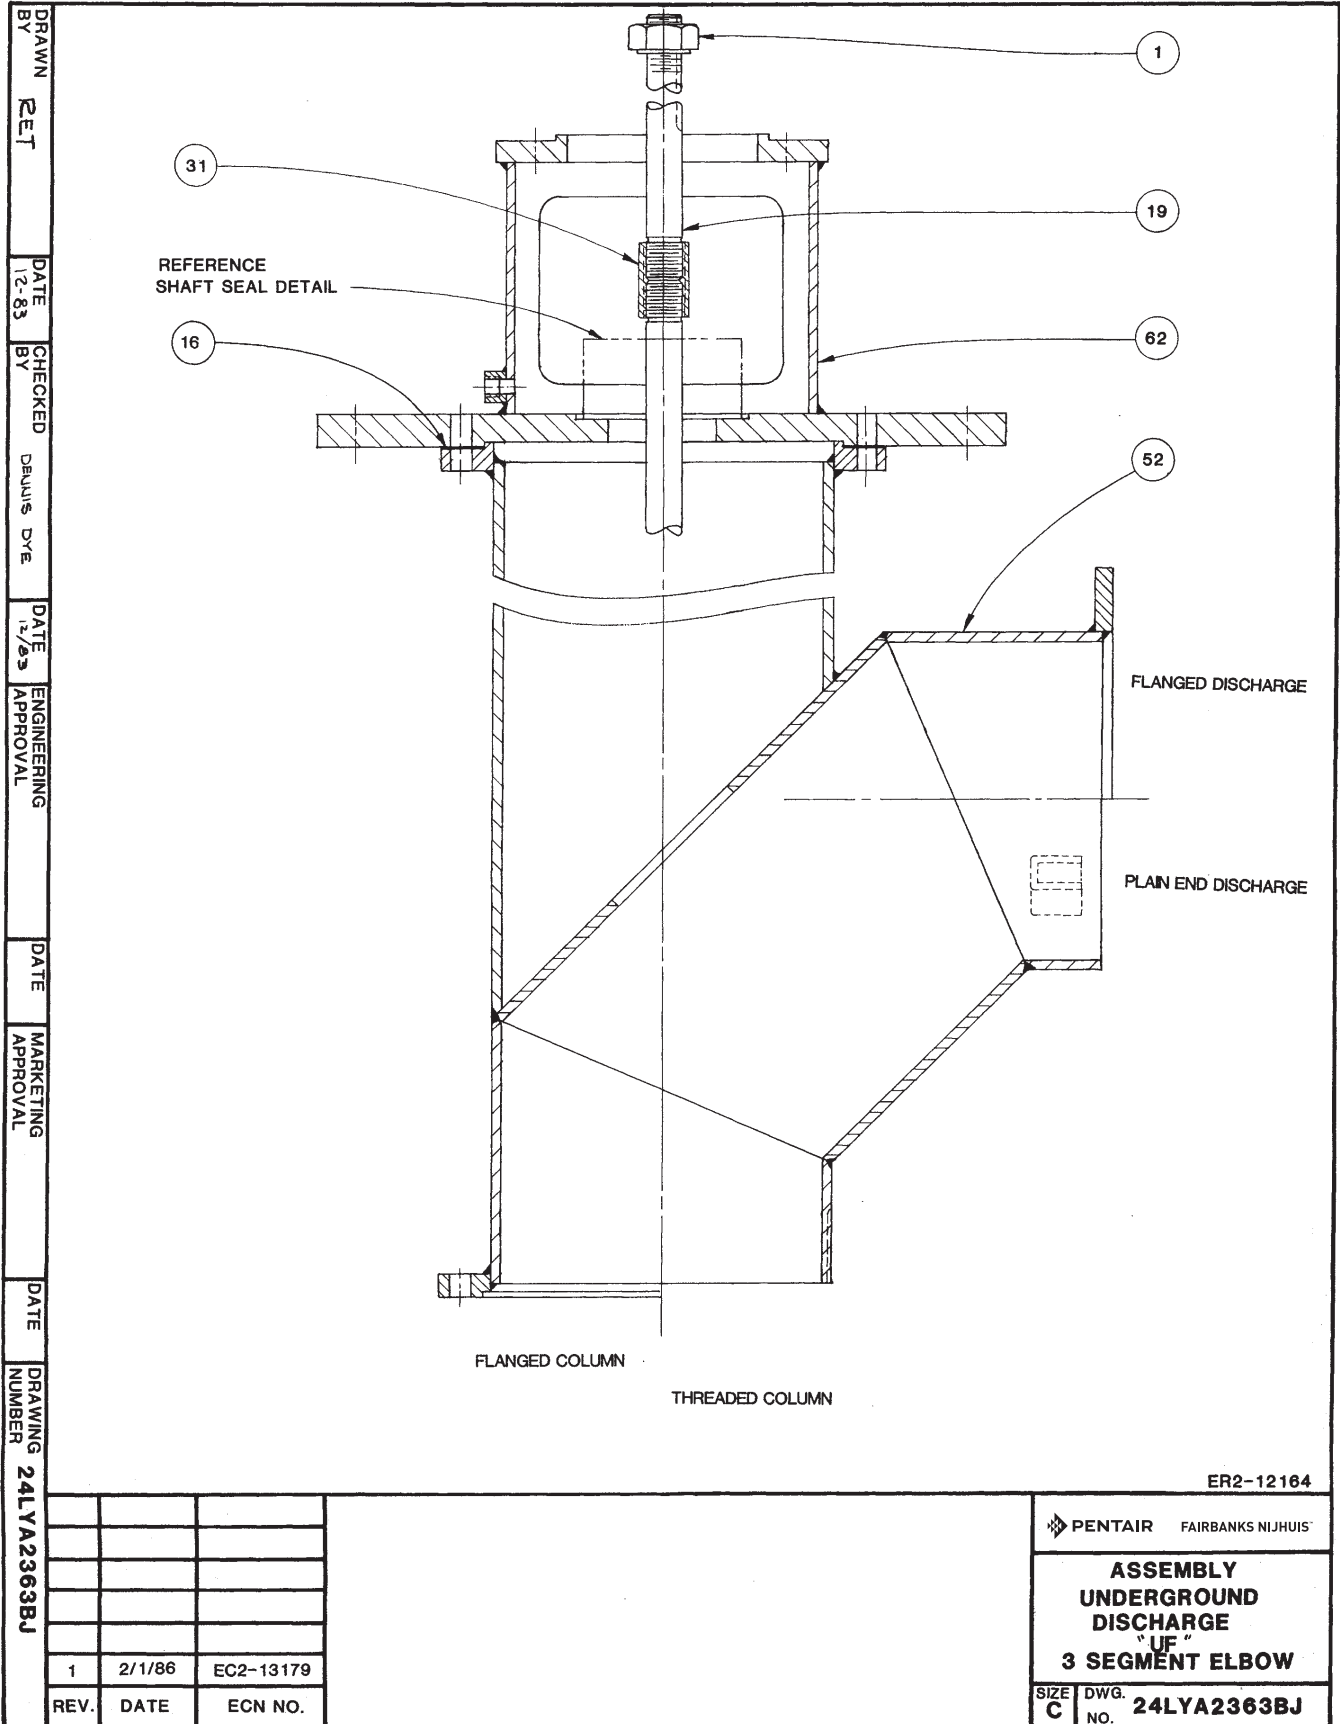 1
31
19
REFERENCE
SHAFT SEAL DETAIL
16
62
52
FLANGED DISCHARGE
PLAIN END DISCHARGE
FLANGED COLUMN
THREADED COLUMN
ER2-12164
DRAWN
BY
RET
DATE
12-83
CHECKED
BY
DENNIS DYE
DATE
12/83
ENGINEERING
APPROVAL
DATE
MARKETING
APPROVAL
DATE
DRAWING
NUMBER
24LYA2363BJ
1 2/1/86 EC2-13179
REV. DATE ECN NO.
PENTAIR FAIRBANKS NIJHUIS™
ASSEMBLY
UNDERGROUND
DISCHARGE
"UF"
3 SEGMENT ELBOW
SIZE
C
DWG.
NO.
24LYA2363BJ